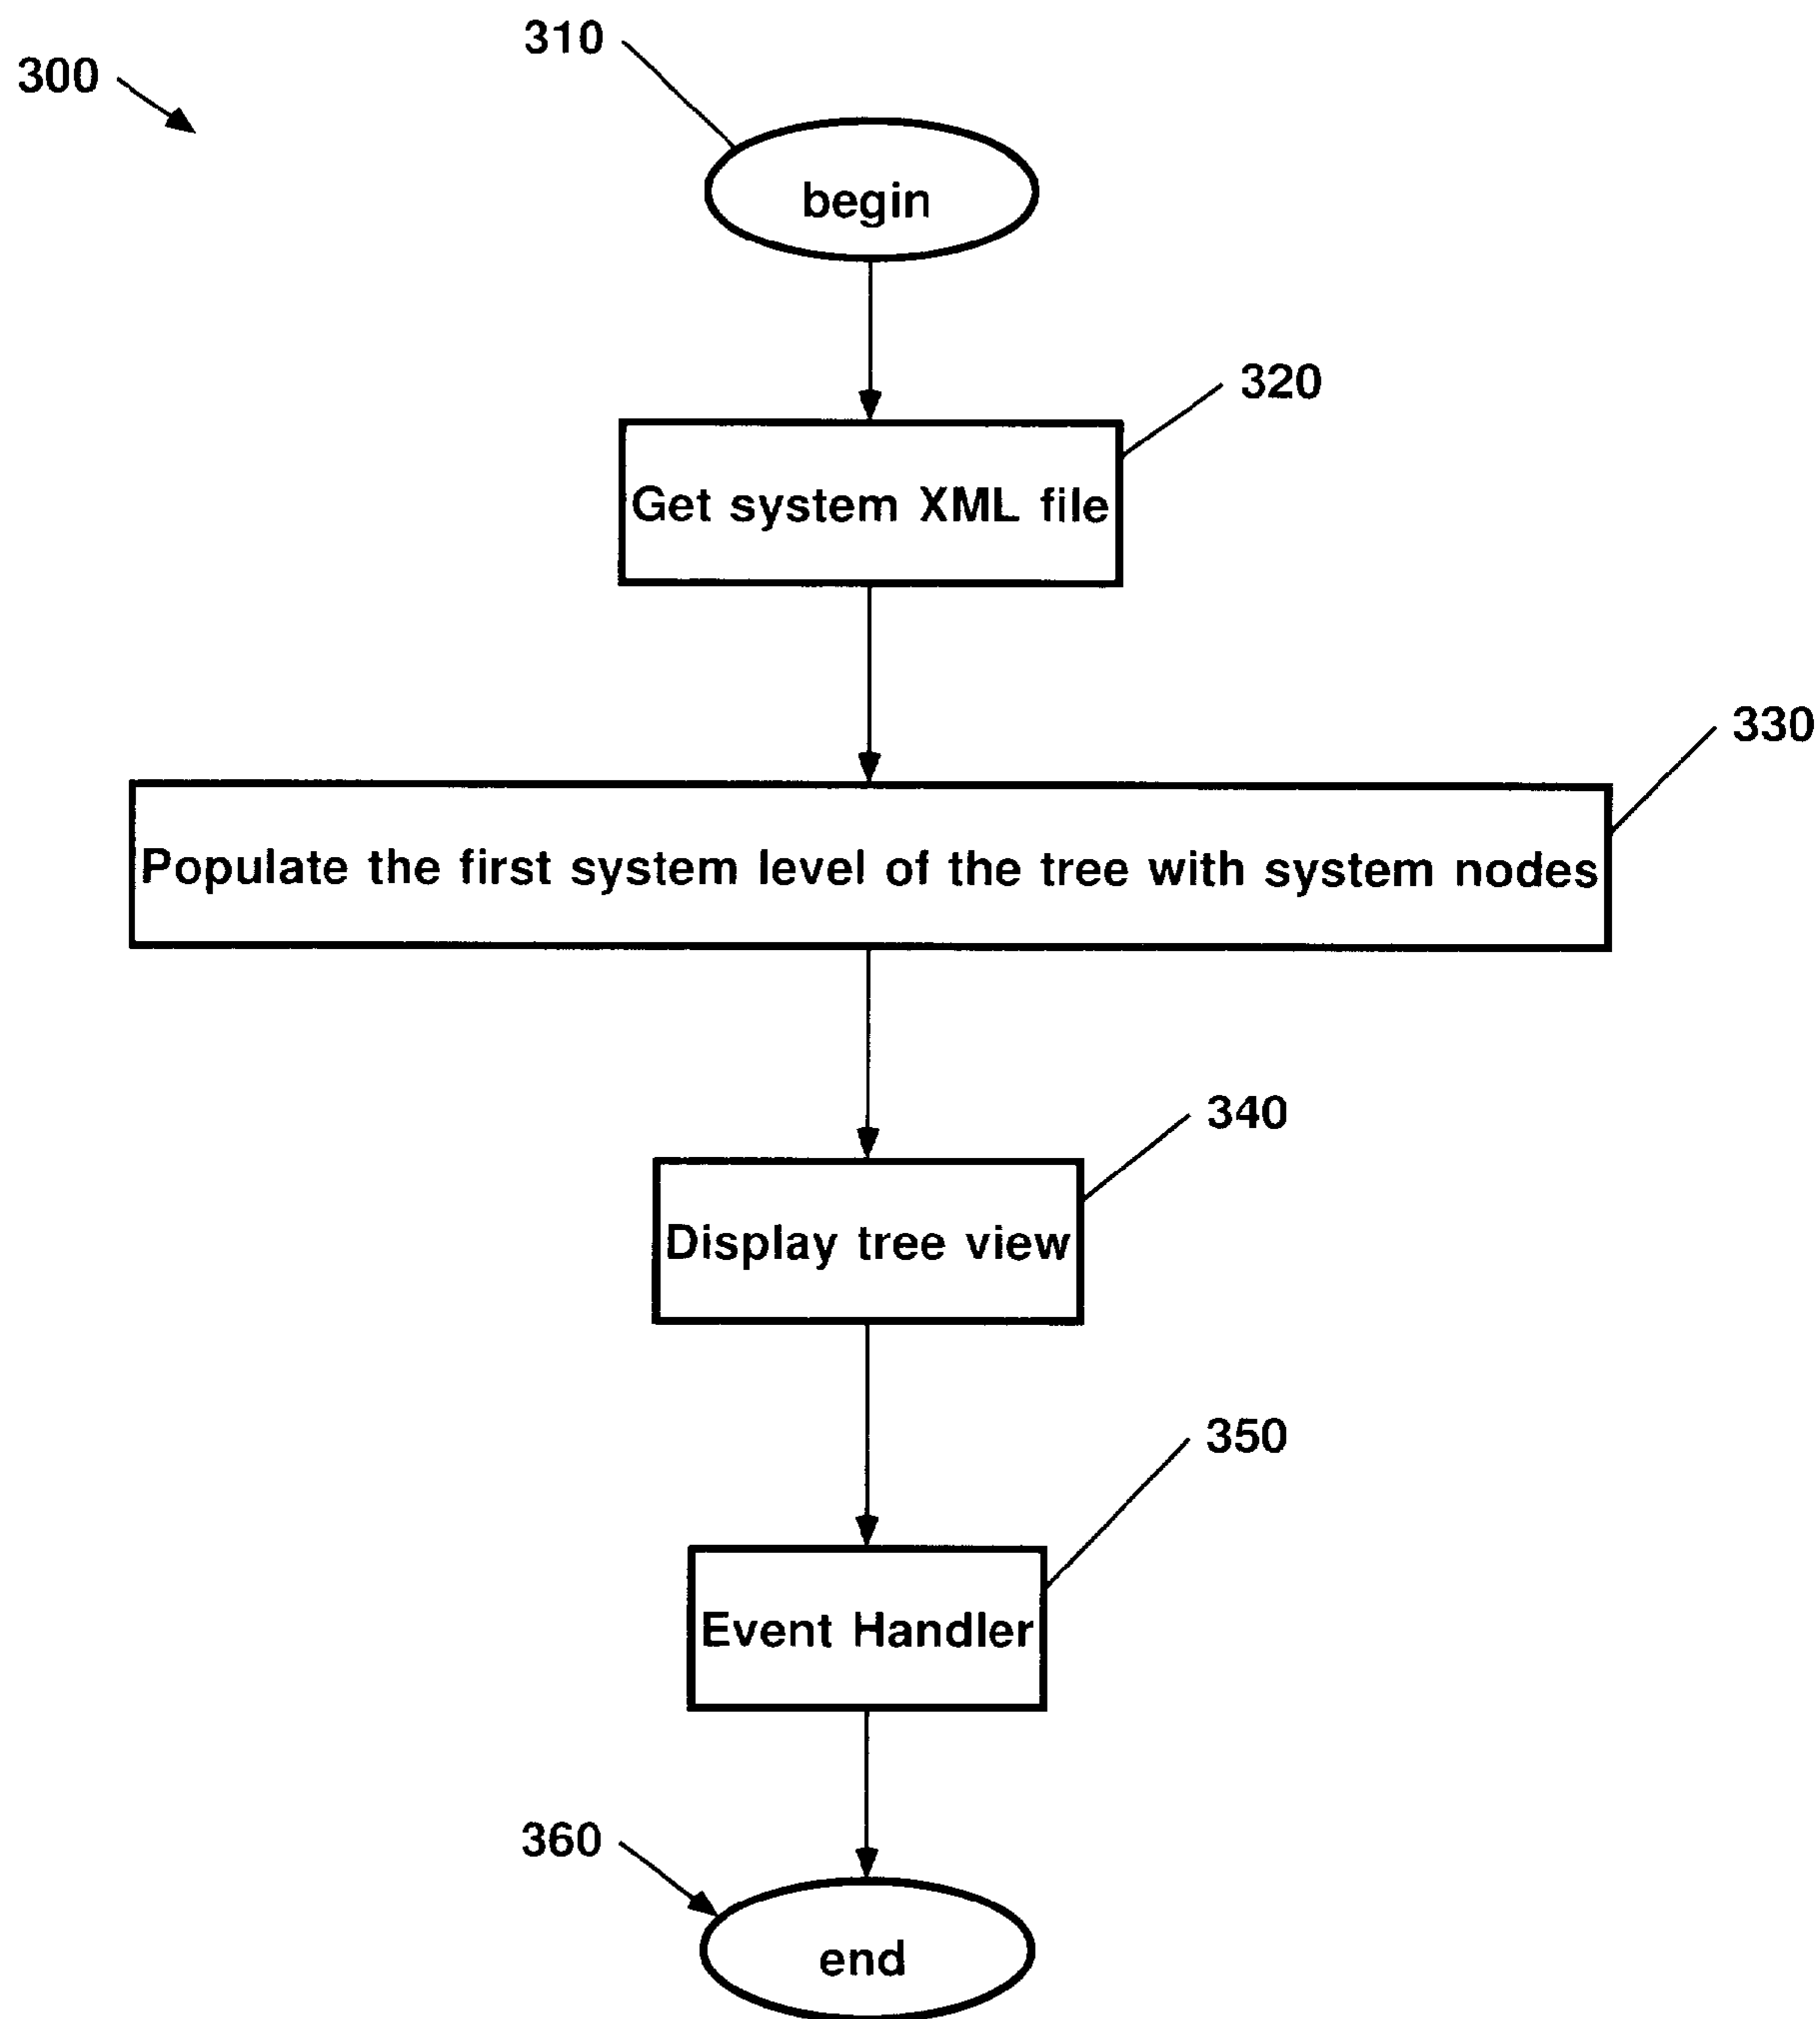 310
300
begin
320
Get system XML file
330
Populate the first system level of the tree with system nodes
340
Display tree view
350
Event Handler
360
end